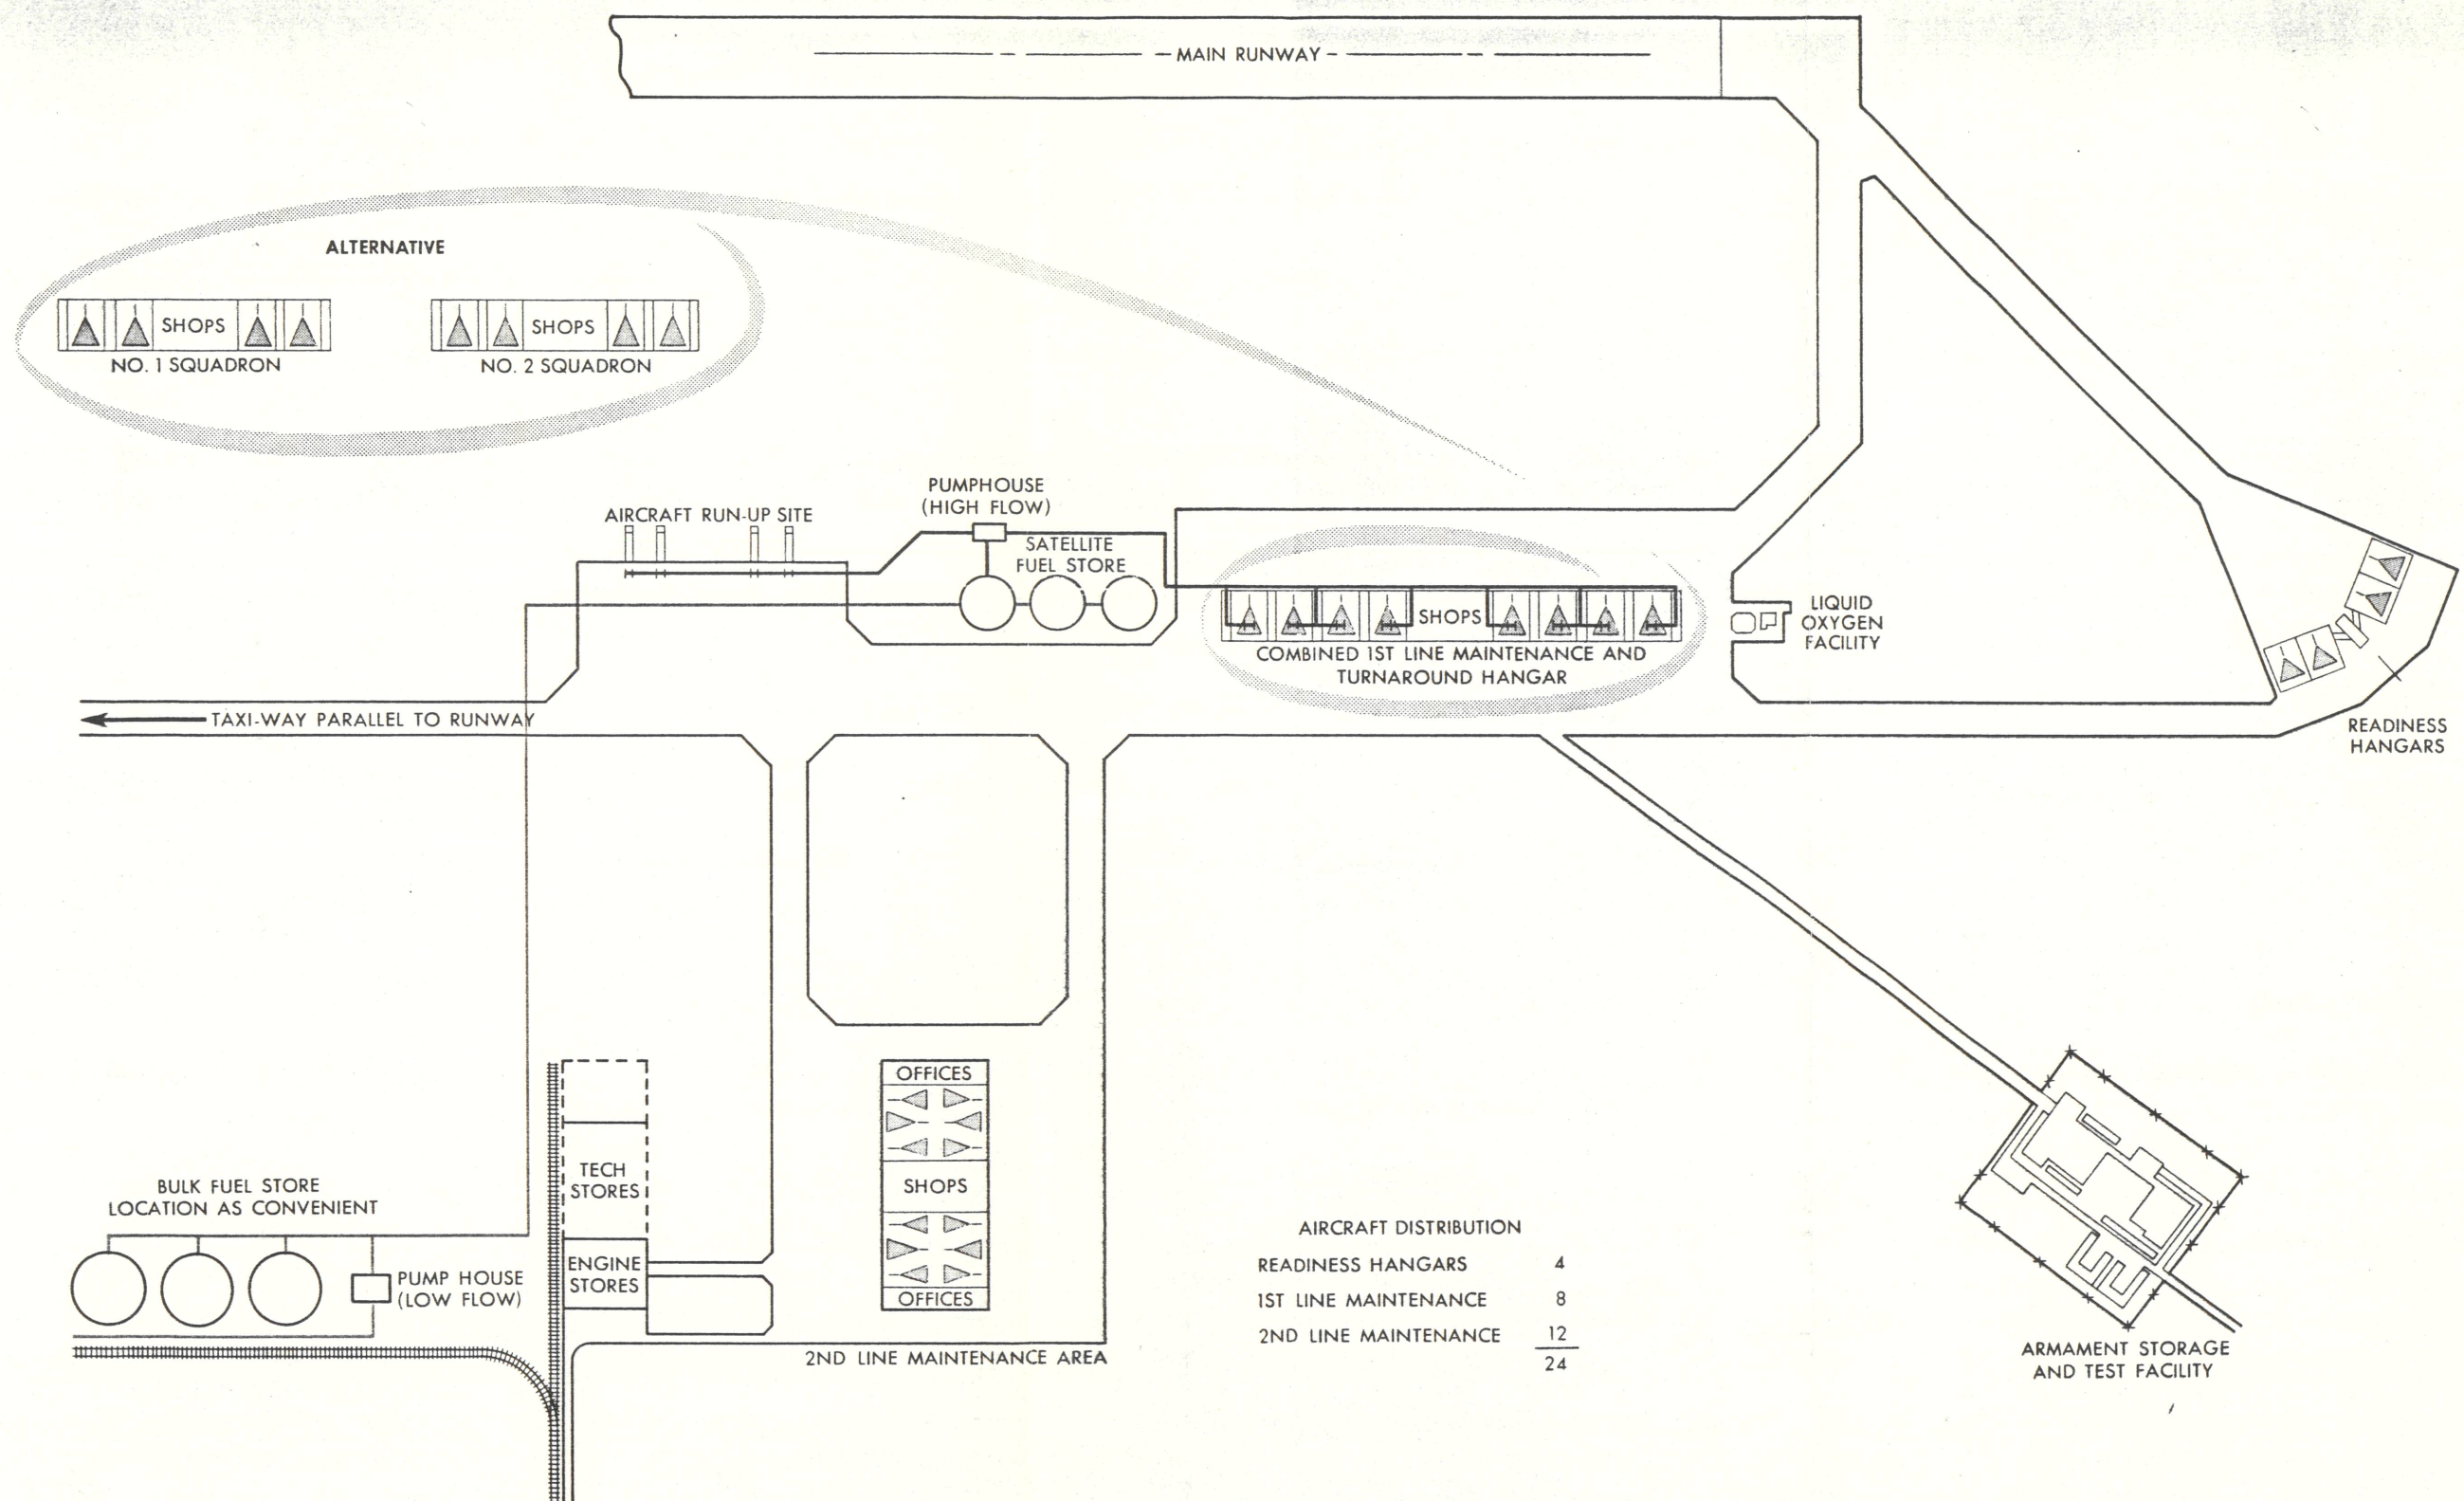 MAIN RUNWAY
ALTERNATIVE
SHOPS
NO. 1 SQUADRON
SHOPS
NO. 2 SQUADRON
PUMPHOUSE
(HIGH FLOW)
AIRCRAFT RUN-UP SITE
SATELLITE
FUEL STORE
SHOPS
COMBINED 1ST LINE MAINTENANCE AND
TURNAROUND HANGAR
LIQUID
OXYGEN
FACILITY
READINESS
HANGARS
TAXI-WAY PARALLEL TO RUNWAY
BULK FUEL STORE
LOCATION AS CONVENIENT
PUMP HOUSE
(LOW FLOW)
TECH
STORES
ENGINE
STORES
OFFICES
SHOPS
OFFICES
2ND LINE MAINTENANCE AREA
AIRCRAFT DISTRIBUTION
READINESS HANGARS 4
1ST LINE MAINTENANCE 8
2ND LINE MAINTENANCE 12
24
ARMAMENT STORAGE
AND TEST FACILITY